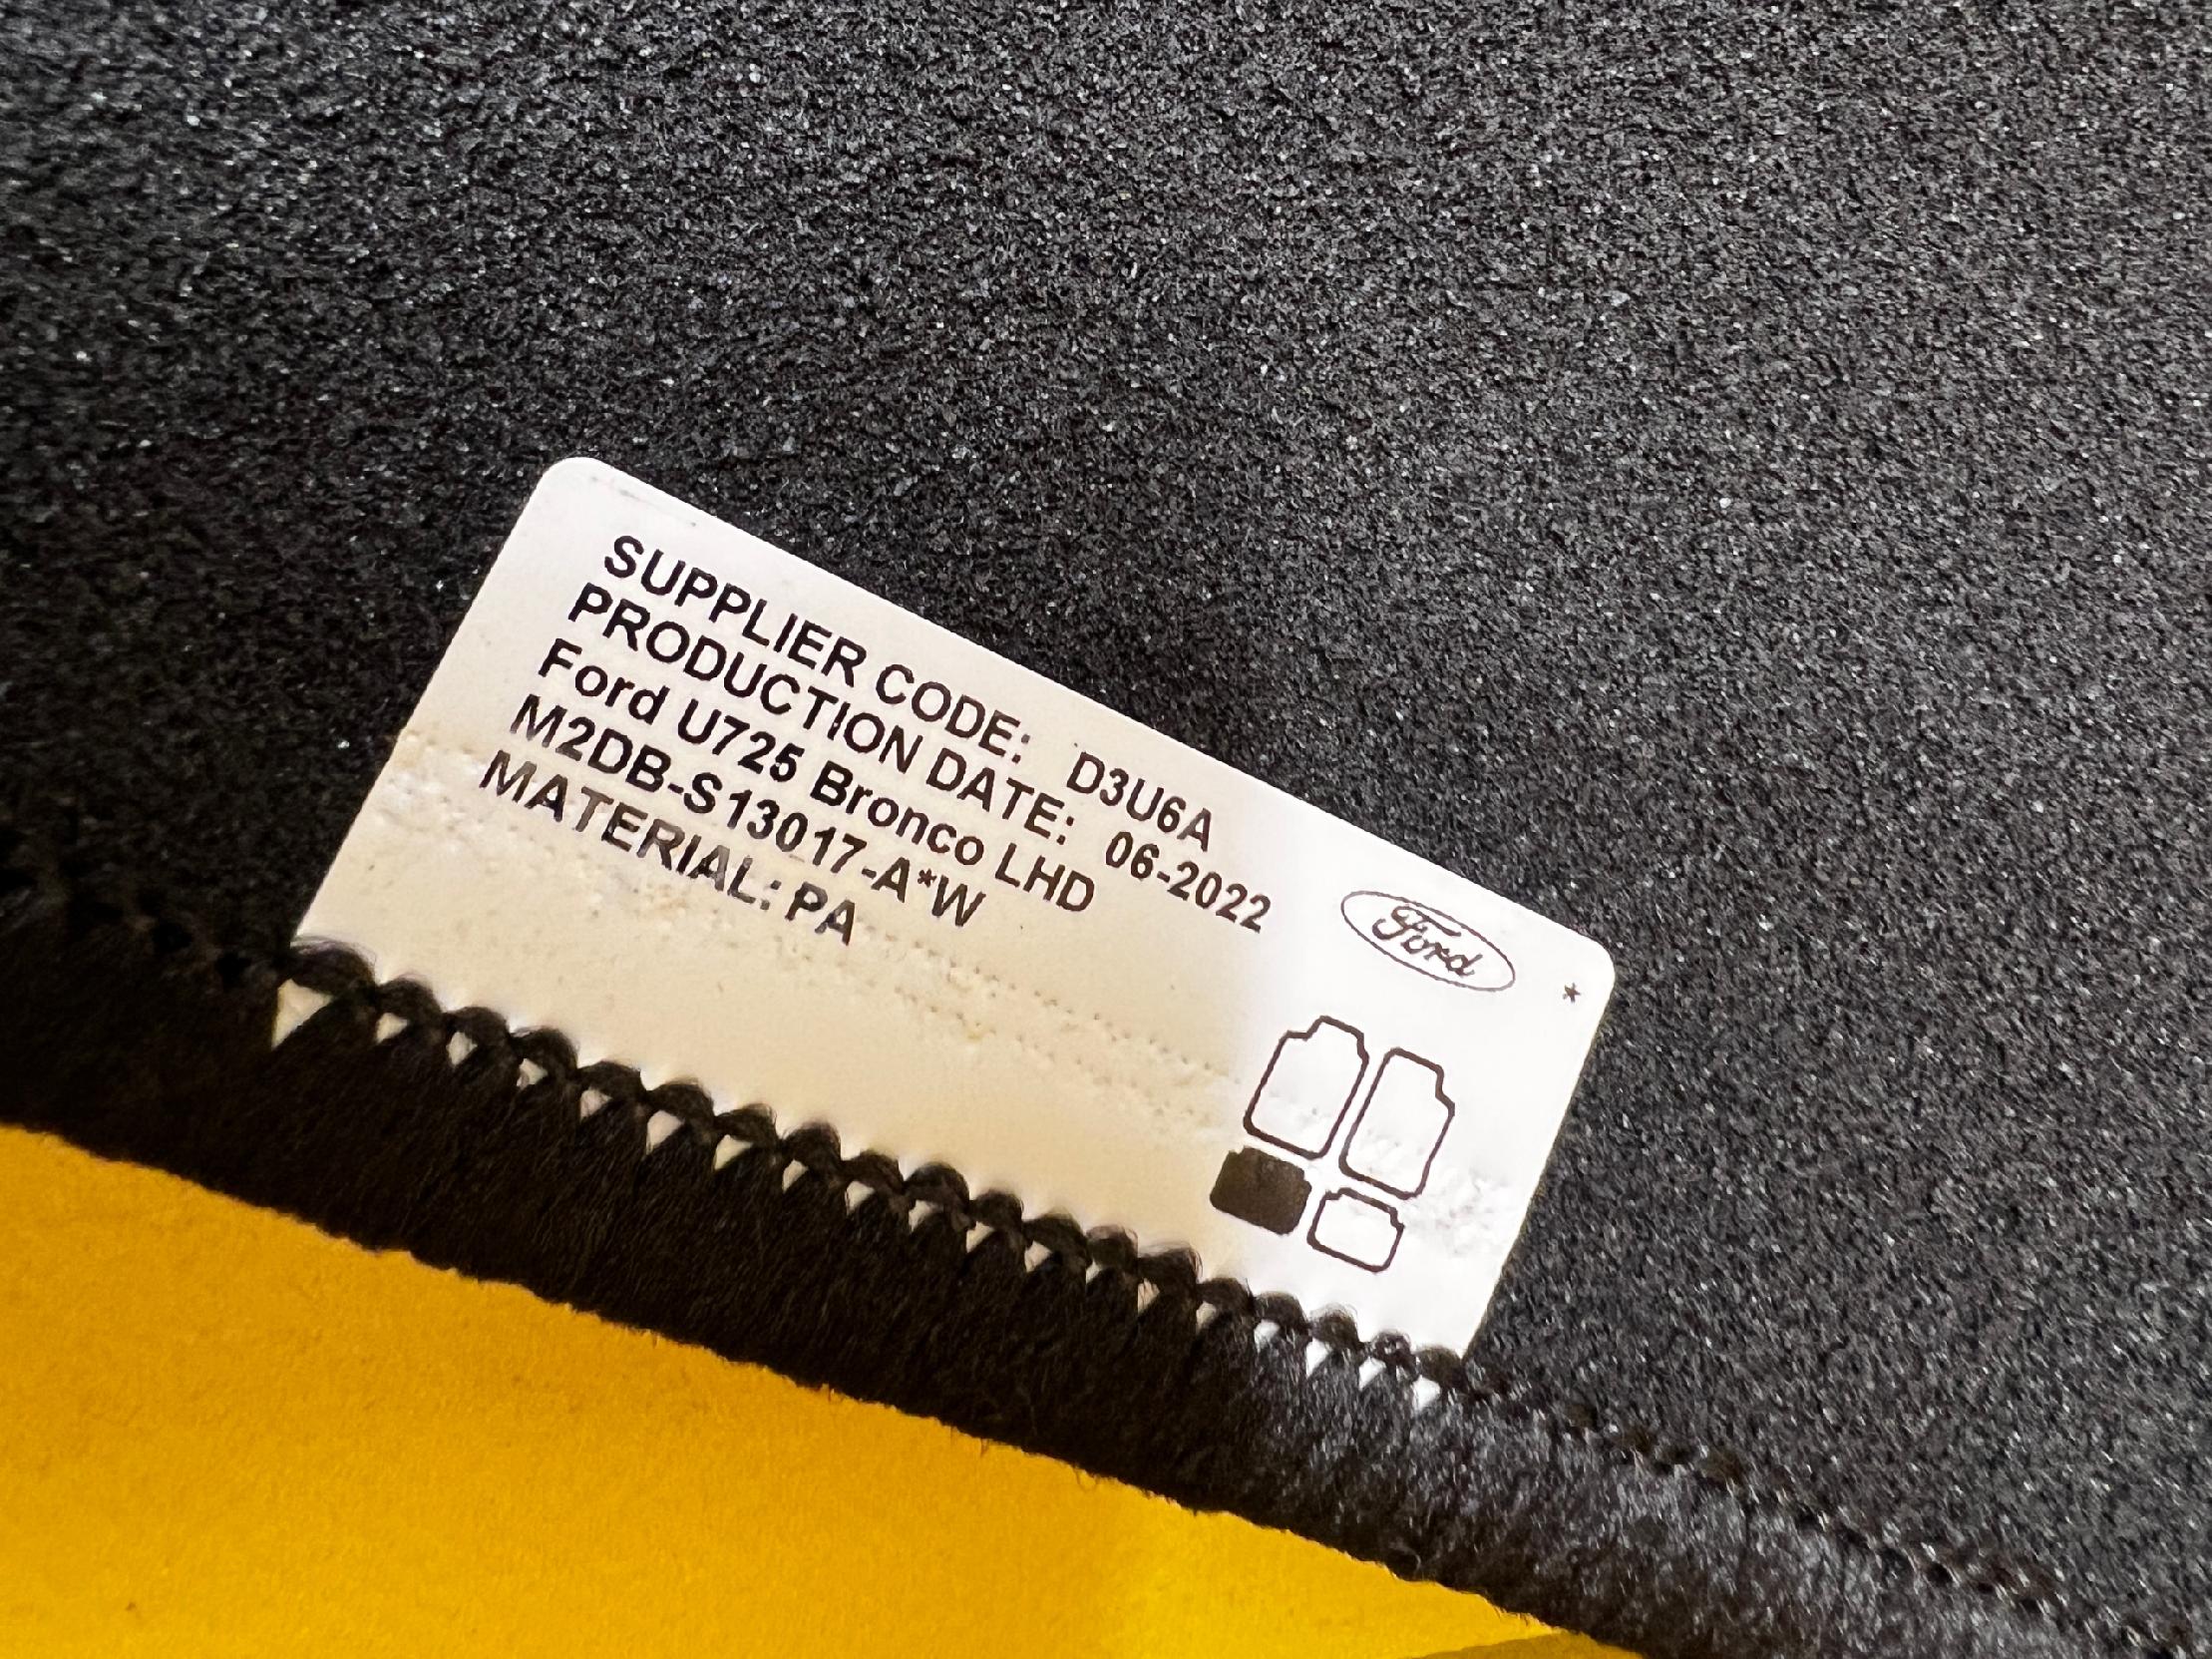 SUPPLIER CODE: D3U6A
PRODUCTION DATE: 06-2022
Ford U725 Bronco LHD
M2DB-S13017-A*W
MATERIAL: PA
Ford
*